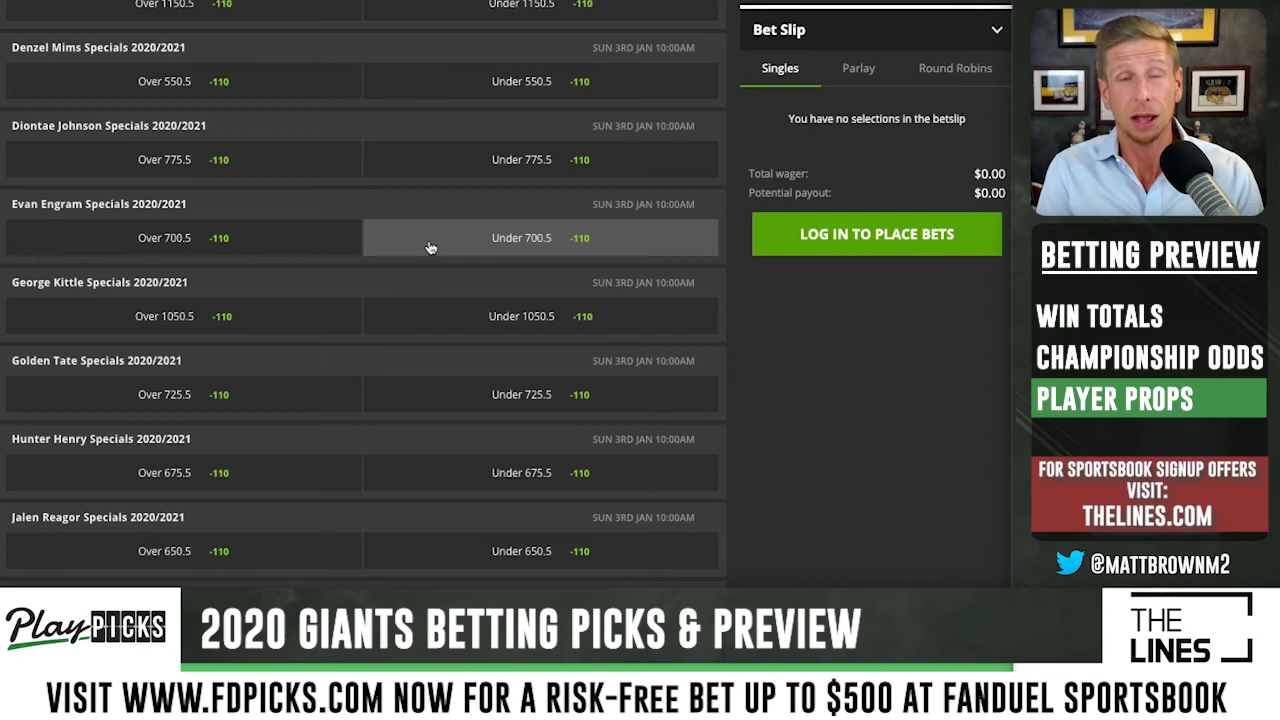 Over 1150.5 -110 Under 1150.5 -110
Denzel Mims Specials 2020/2021 SUN 3RD JAN 10:00AM
Over 550.5 -110 Under 550.5 -110
Diontae Johnson Specials 2020/2021 SUN 3RD JAN 10:00AM
Over 775.5 -110 Under 775.5 -110
Evan Engram Specials 2020/2021 SUN 3RD JAN 10:00AM
Over 700.5 -110 Under 700.5 -110
George Kittle Specials 2020/2021 SUN 3RD JAN 10:00AM
Over 1050.5 -110 Under 1050.5 -110
Golden Tate Specials 2020/2021 SUN 3RD JAN 10:00AM
Over 725.5 -110 Under 725.5 -110
Hunter Henry Specials 2020/2021 SUN 3RD JAN 10:00AM
Over 675.5 -110 Under 675.5 -110
Jalen Reagor Specials 2020/2021 SUN 3RD JAN 10:00AM
Over 650.5 -110 Under 650.5 -110
Bet Slip
Singles Parlay Round Robins
You have no selections in the betslip
Total wager: $0.00
Potential payout: $0.00
LOG IN TO PLACE BETS
SAINTS
BETTING PREVIEW
WIN TOTALS
CHAMPIONSHIP ODDS
PLAYER PROPS
FOR SPORTSBOOK SIGNUP OFFERS
VISIT:
THELINES.COM
@MATTBROWNM2
Play PICKS
2020 GIANTS BETTING PICKS & PREVIEW
THE
LINES
VISIT WWW.FDPICKS.COM NOW FOR A RISK-FREE BET UP TO $500 AT FANDUEL SPORTSBOOK